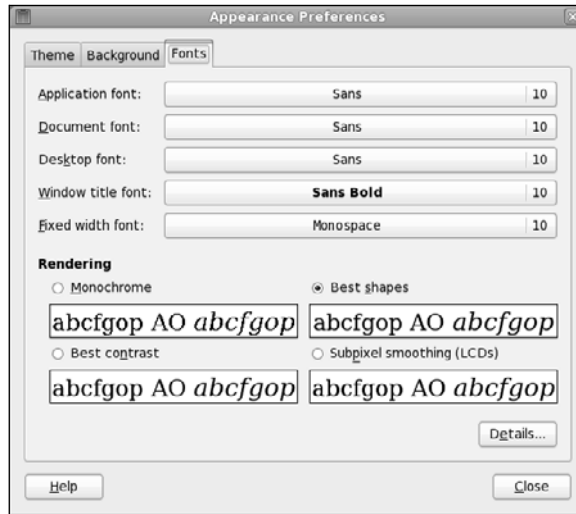 Appearance Preferences
Theme Background Fonts
Application font: Sans 10
Document font: Sans 10
Desktop font: Sans 10
Window title font: Sans Bold 10
Fixed width font: Monospace 10
Rendering
Monochrome Best shapes
abcfgop AO abcfgop abcfgop AO abcfgop
Best contrast Subpixel smoothing (LCDs)
abcfgop AO abcfgop abcfgop AO abcfgop
Details...
Help Close